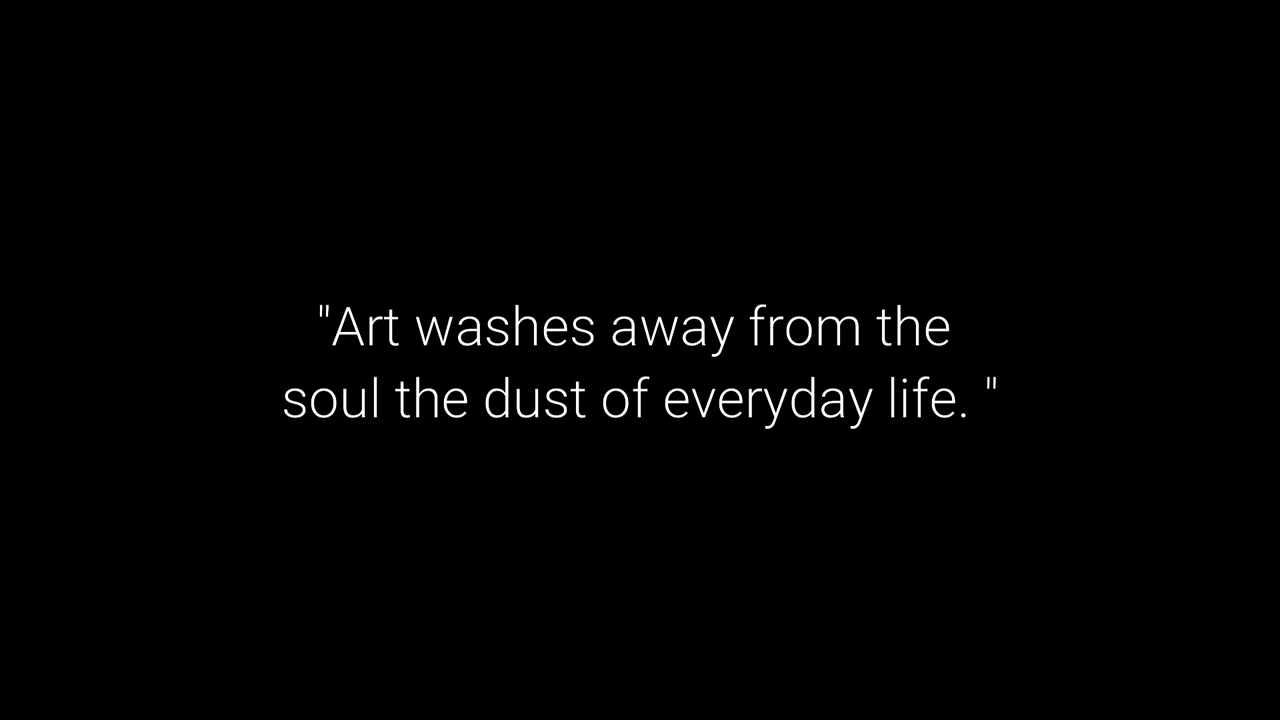 "Art washes away from the
soul the dust of everyday life. "